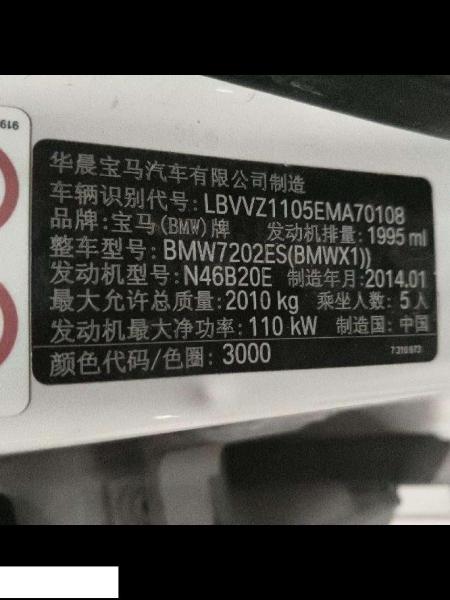 919
华晨宝马汽车有限公司制造
车辆识别代号: LBVVZ1105EMA70108
品牌: 宝马(BMW)牌 发动机排量: 1995 ml
整车型号: BMW7202ES(BMWX1))
发动机型号: N46B20E 制造年月: 2014.01
最大允许总质量: 2010 kg 乘坐人数: 5人
发动机最大净功率: 110 kW 制造国: 中国
颜色代码/色圈: 3000 7 310 673